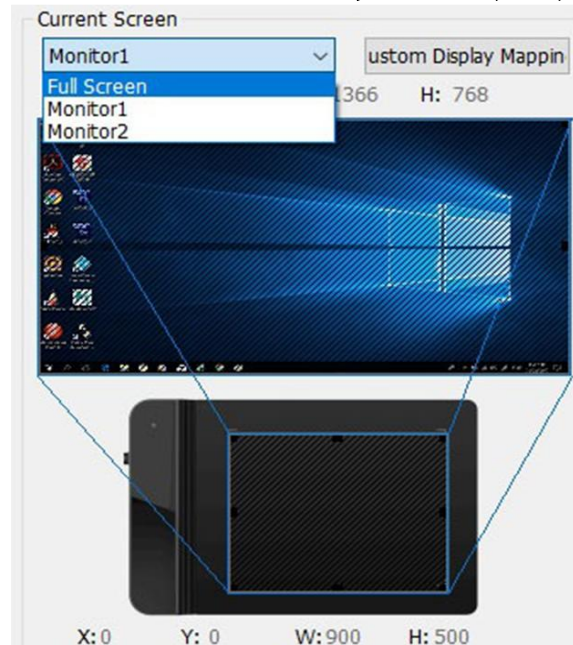 Current Screen
Monitor1 ustom Display Mappin
Full Screen 1366 H: 768
Monitor1
Monitor2
X: 0 Y: 0 W: 900 H: 500